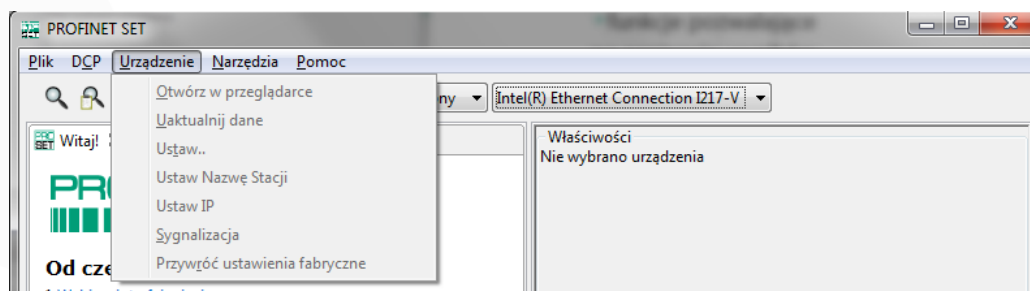 PROFINET SET
Plik DCP Urządzenie Narzędzia Pomoc
Otwórz w przeglądarce
ny Intel(R) Ethernet Connection I217-V
Uaktualnij dane
Witaj!
Właściwości
Ustaw..
Nie wybrano urządzenia
Ustaw Nazwę Stacji
Ustaw IP
Sygnalizacja
Przywróć ustawienia fabryczne
Od cze